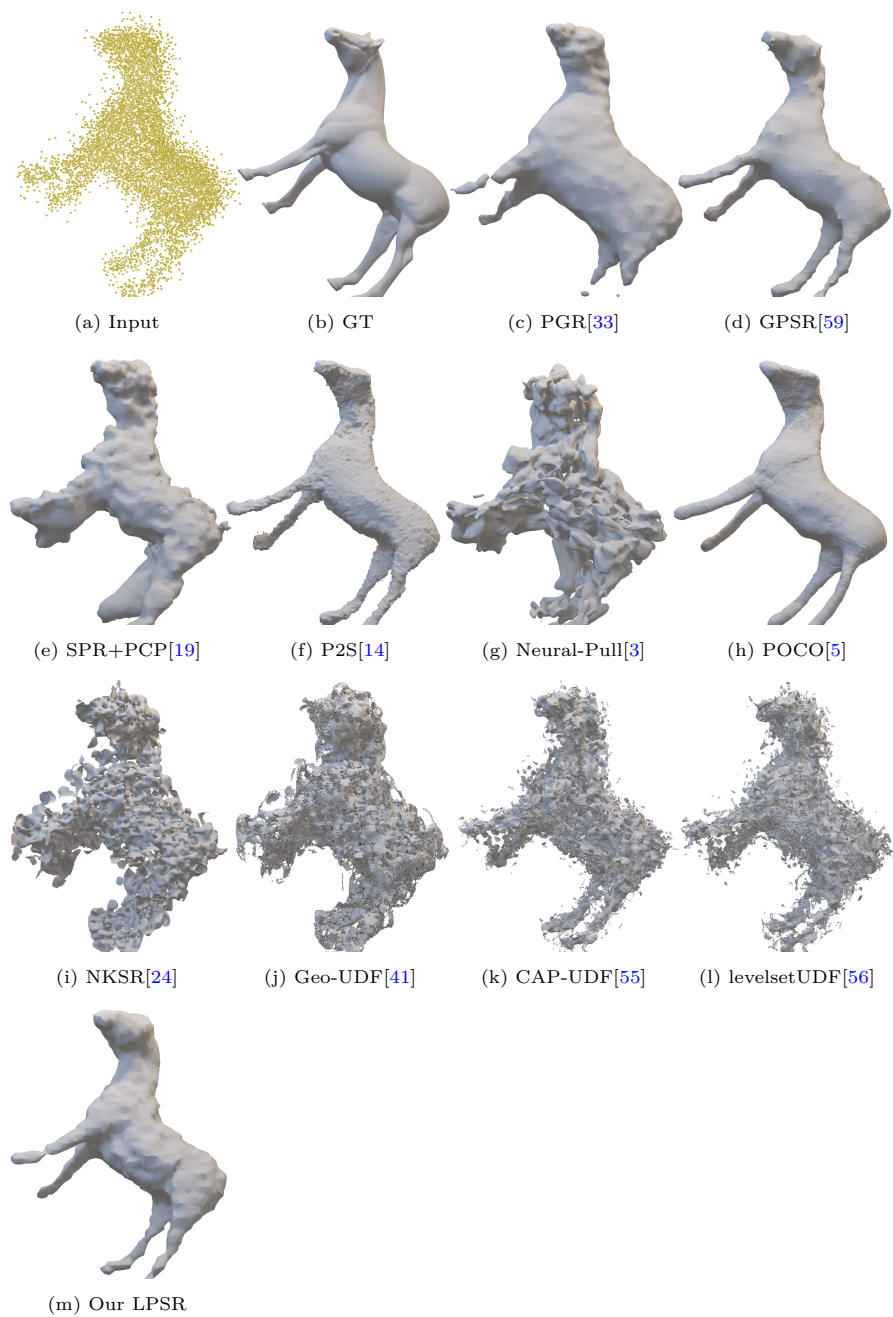 (a) Input
(b) GT
(c) PGR[33]
(d) GPSR[59]
(e) SPR+PCP[19]
(f) P2S[14]
(g) Neural-Pull[3]
(h) POCO[5]
(i) NKSR[24]
(j) Geo-UDF[41]
(k) CAP-UDF[55]
(l) levelsetUDF[56]
(m) Our LPSR